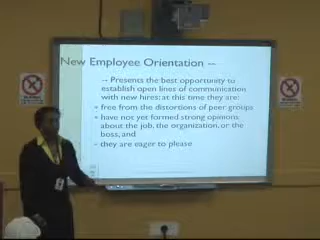 New Employee Orientation --
-- Presents the best opportunity to
establish open lines of communication
with new hires; at this time they are:
• free from the distortions of peer groups
• have not yet formed strong opinions
about the job, the organization, or the
boss, and
• they are eager to please